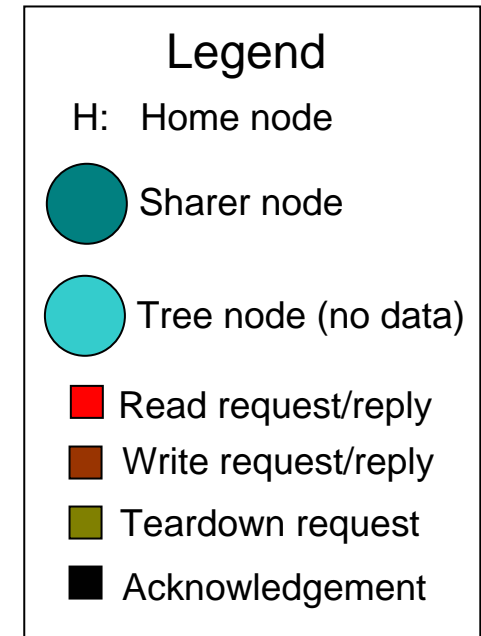 Legend
H: Home node
Sharer node
Tree node (no data)
Read request/reply
Write request/reply
Teardown request
Acknowledgement